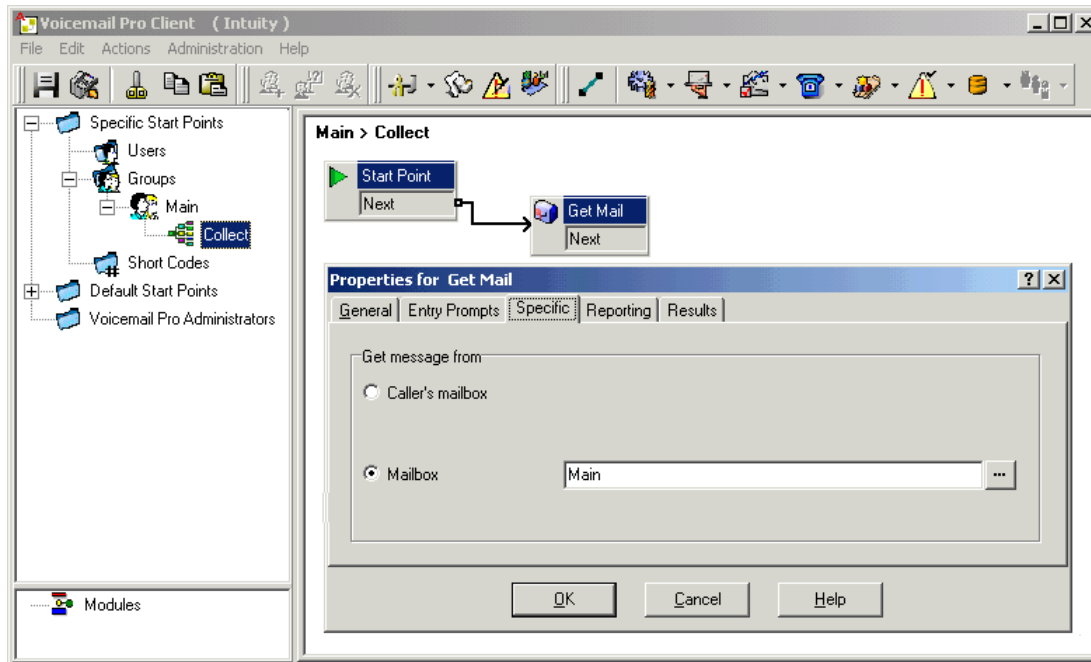 Voicemail Pro Client ( Intuity )
File Edit Actions Administration Help
Specific Start Points
Users
Groups
Main
Collect
Short Codes
Default Start Points
Voicemail Pro Administrators
Modules
Main > Collect
Start Point
Next
Get Mail
Next
Properties for Get Mail
General Entry Prompts Specific Reporting Results
Get message from
Caller's mailbox
Mailbox Main ...
OK Cancel Help